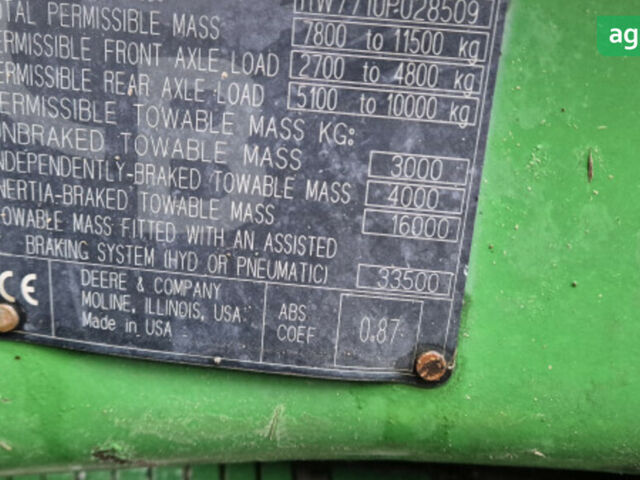 RW7710P028509
OTAL PERMISSIBLE MASS 7800 to 11500 kg
ERMISSIBLE FRONT AXLE LOAD 2700 to 4800 kg
ERMISSIBLE REAR AXLE LOAD 5100 to 10000 kg
ERMISSIBLE TOWABLE MASS KG:
NBRAKED TOWABLE MASS 3000
NDEPENDENTLY-BRAKED TOWABLE MASS 4000
NERTIA-BRAKED TOWABLE MASS 16000
OWABLE MASS FITTED WITH AN ASSISTED
BRAKING SYSTEM (HYD OR PNEUMATIC) 33500
CE
DEERE & COMPANY
MOLINE, ILLINOIS, USA
Made in USA
ABS
COEF
0.87
ag